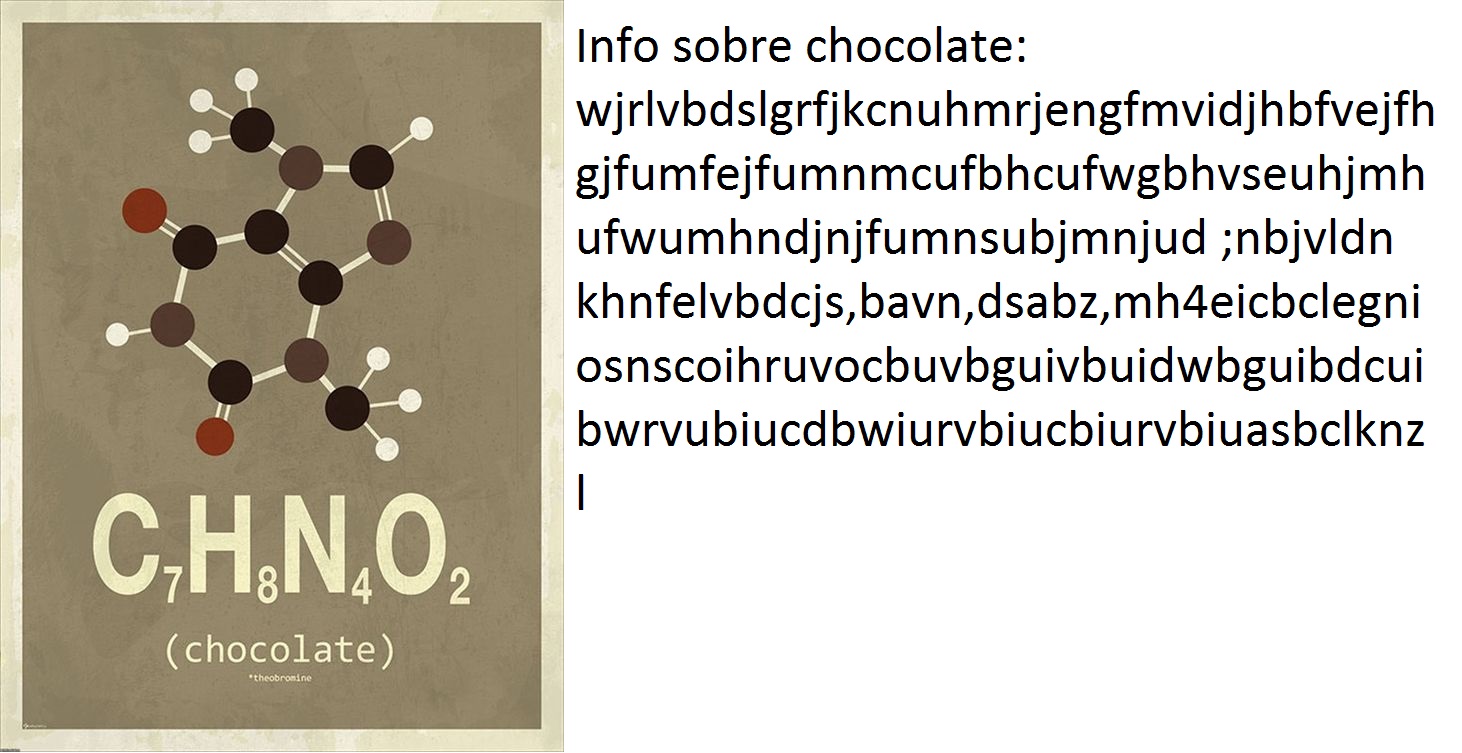 C7H8N4O2
(chocolate)
*theobromine
Info sobre chocolate:
wjrlvbdslgrfjkcnuhmrjengfmvidjhbfvejfh
gjfumfejfumnmcufbhcufwgbhvseuhjmh
ufwumhndjnjfumnsubjmnjud ;nbjvldn
khnfelvbdcjs,bavn,dsabz,mh4eicbclegni
osnscoihruvocbuvbguivbuidwbguibdcui
bwrvubiucdbwiurvbiucbiurvbiuasbclknz
l